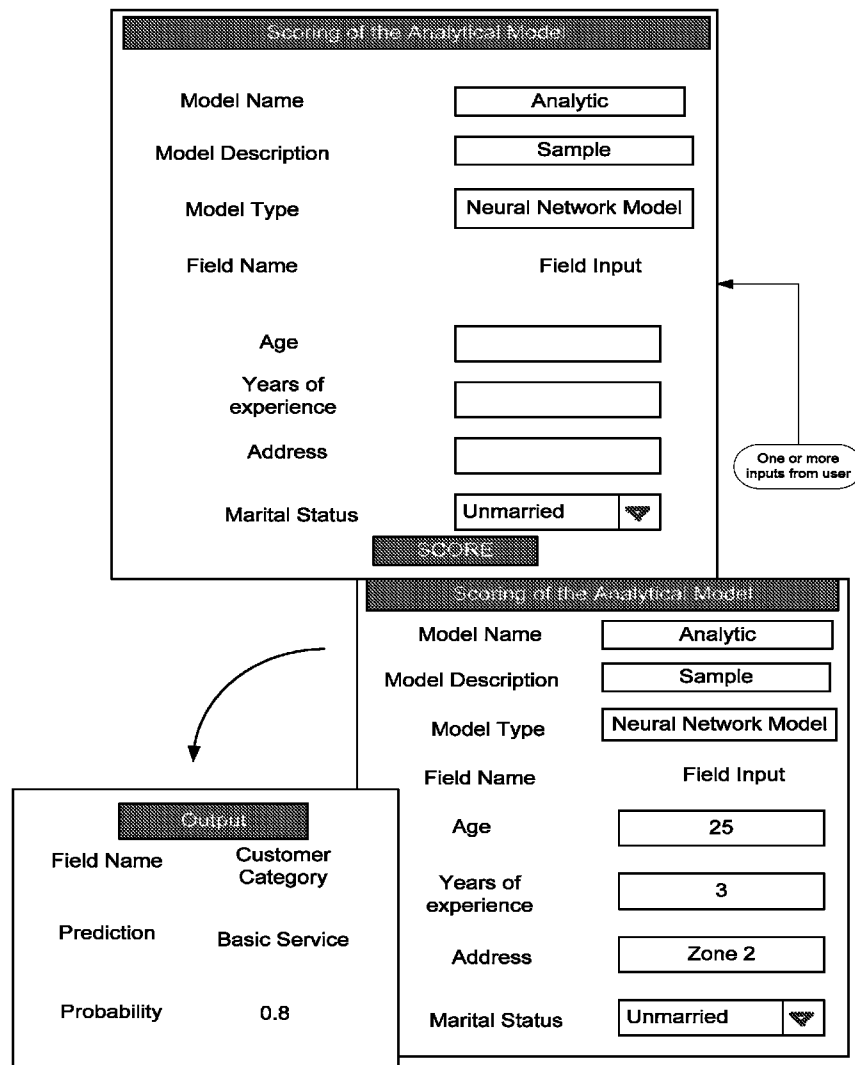 Scoring of the Analytical Model
Model Name Analytic
Model Description Sample
Model Type Neural Network Model
Field Name Field Input
Age
Years of
experience
Address
Marital Status Unmarried
SCORE
One or more
inputs from user
Scoring of the Analytical Model
Model Name Analytic
Model Description Sample
Model Type Neural Network Model
Field Name Field Input
Age 25
Years of
experience 3
Address Zone 2
Marital Status Unmarried
Output
Field Name Customer
Category
Prediction Basic Service
Probability 0.8